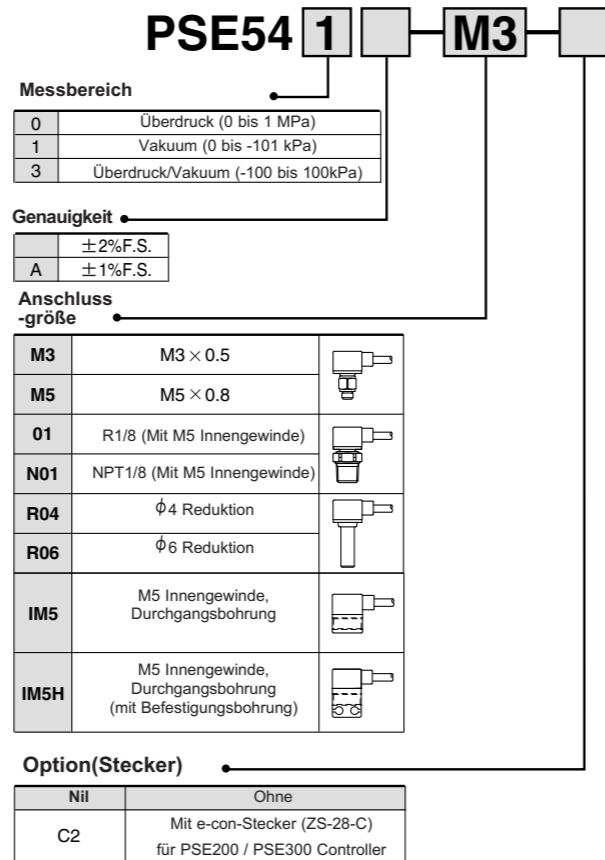 PSE54 1 - M3 -
Messbereich
0 Überdruck (0 bis 1 MPa)
1 Vakuum (0 bis -101 kPa)
3 Überdruck/Vakuum (-100 bis 100kPa)
Genauigkeit
±2%F.S.
A ±1%F.S.
Anschluss
-größe
M3 M3×0.5
M5 M5×0.8
01 R1/8 (Mit M5 Innengewinde)
N01 NPT1/8 (Mit M5 Innengewinde)
R04 ϕ4 Reduktion
R06 ϕ6 Reduktion
IM5 M5 Innengewinde,
Durchgangsbohrung
IM5H M5 Innengewinde,
Durchgangsbohrung
(mit Befestigungsbohrung)
Option(Stecker)
Nil Ohne
C2 Mit e-con-Stecker (ZS-28-C)
für PSE200 / PSE300 Controller